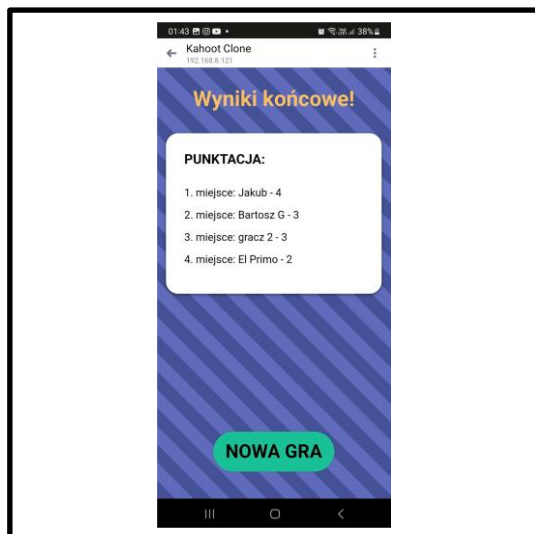 01:43
38%
Kahoot Clone
192.168.8.121
Wyniki końcowe!
PUNKTACJA:
1. miejsce: Jakub - 4
2. miejsce: Bartosz G - 3
3. miejsce: gracz 2 - 3
4. miejsce: El Primo - 2
NOWA GRA